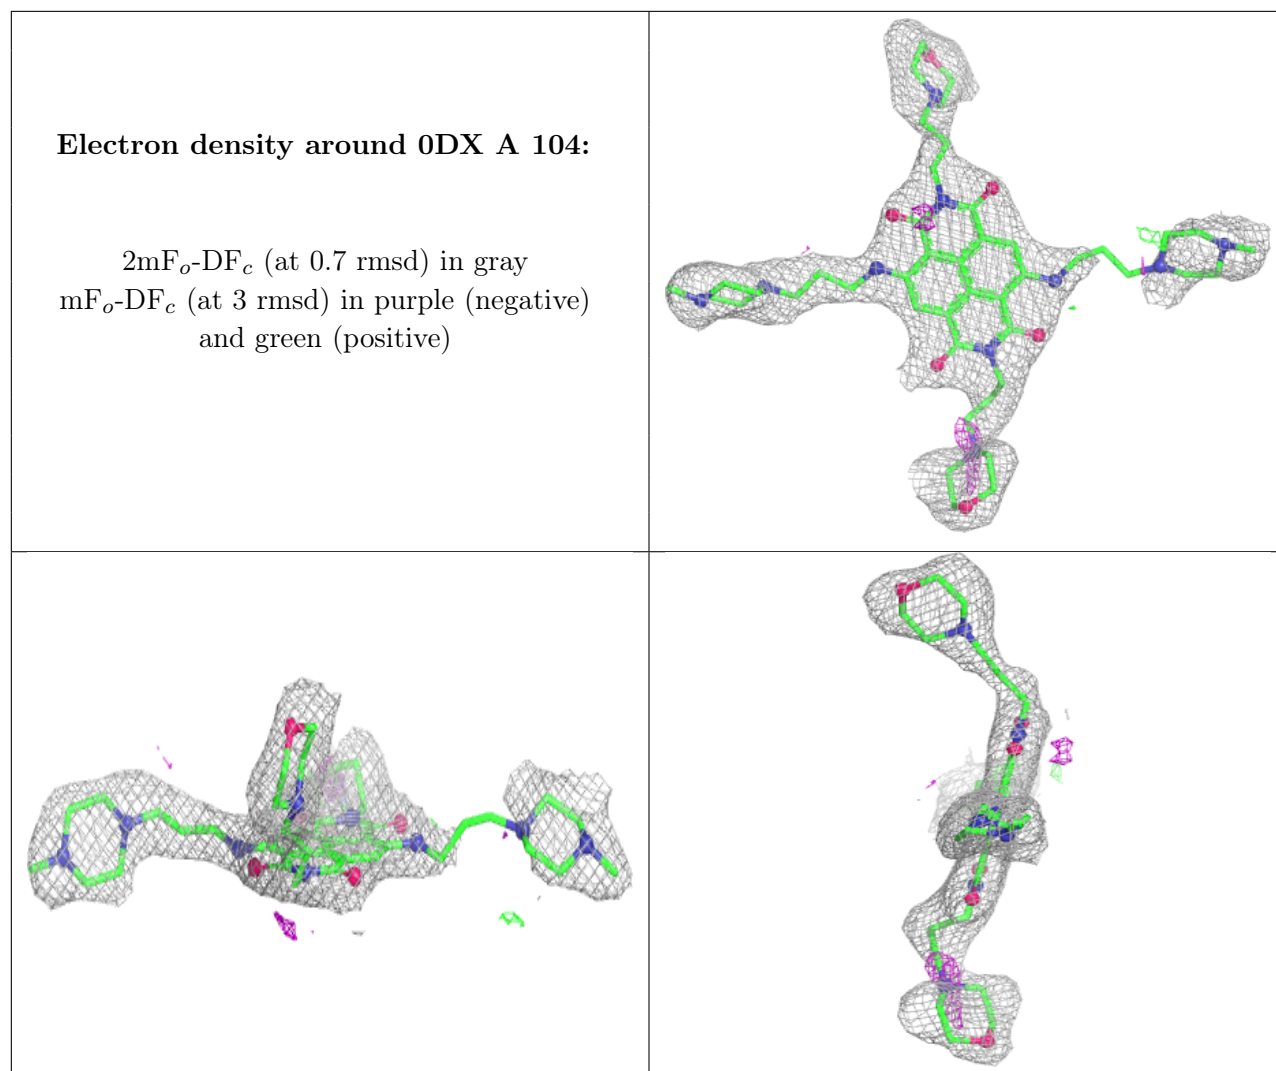 Electron density around 0DX A 104:
2mFo-DFc (at 0.7 rmsd) in gray
mFo-DFc (at 3 rmsd) in purple (negative)
and green (positive)